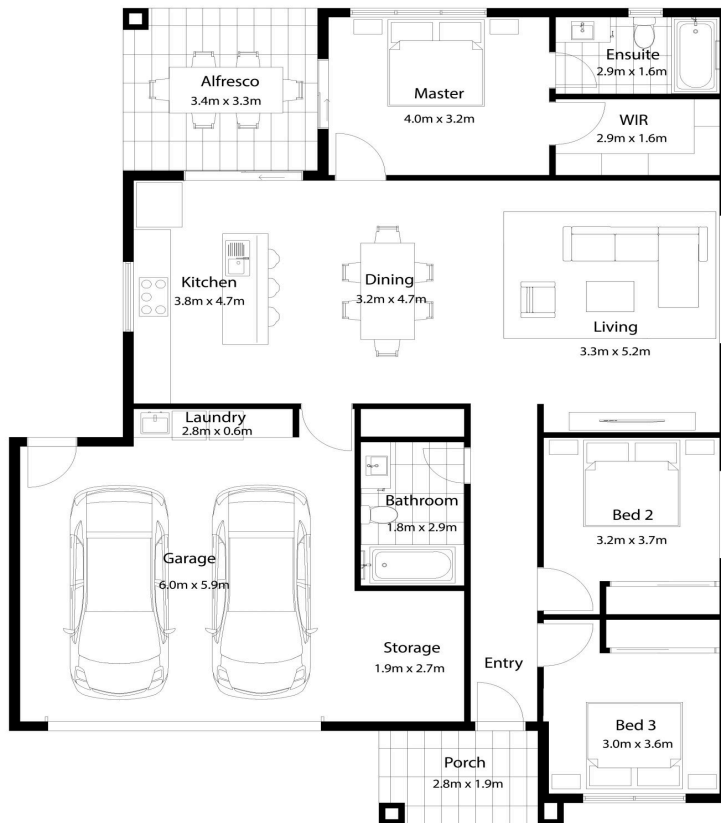 Alfresco
3.4m x 3.3m
Master
4.0m x 3.2m
Ensuite
2.9m x 1.6m
WIR
2.9m x 1.6m
Kitchen
3.8m x 4.7m
Dining
3.2m x 4.7m
Living
3.3m x 5.2m
Laundry
2.8m x 0.6m
Bathroom
1.8m x 2.9m
Bed 2
3.2m x 3.7m
Garage
6.0m x 5.9m
Storage
1.9m x 2.7m
Entry
Bed 3
3.0m x 3.6m
Porch
2.8m x 1.9m